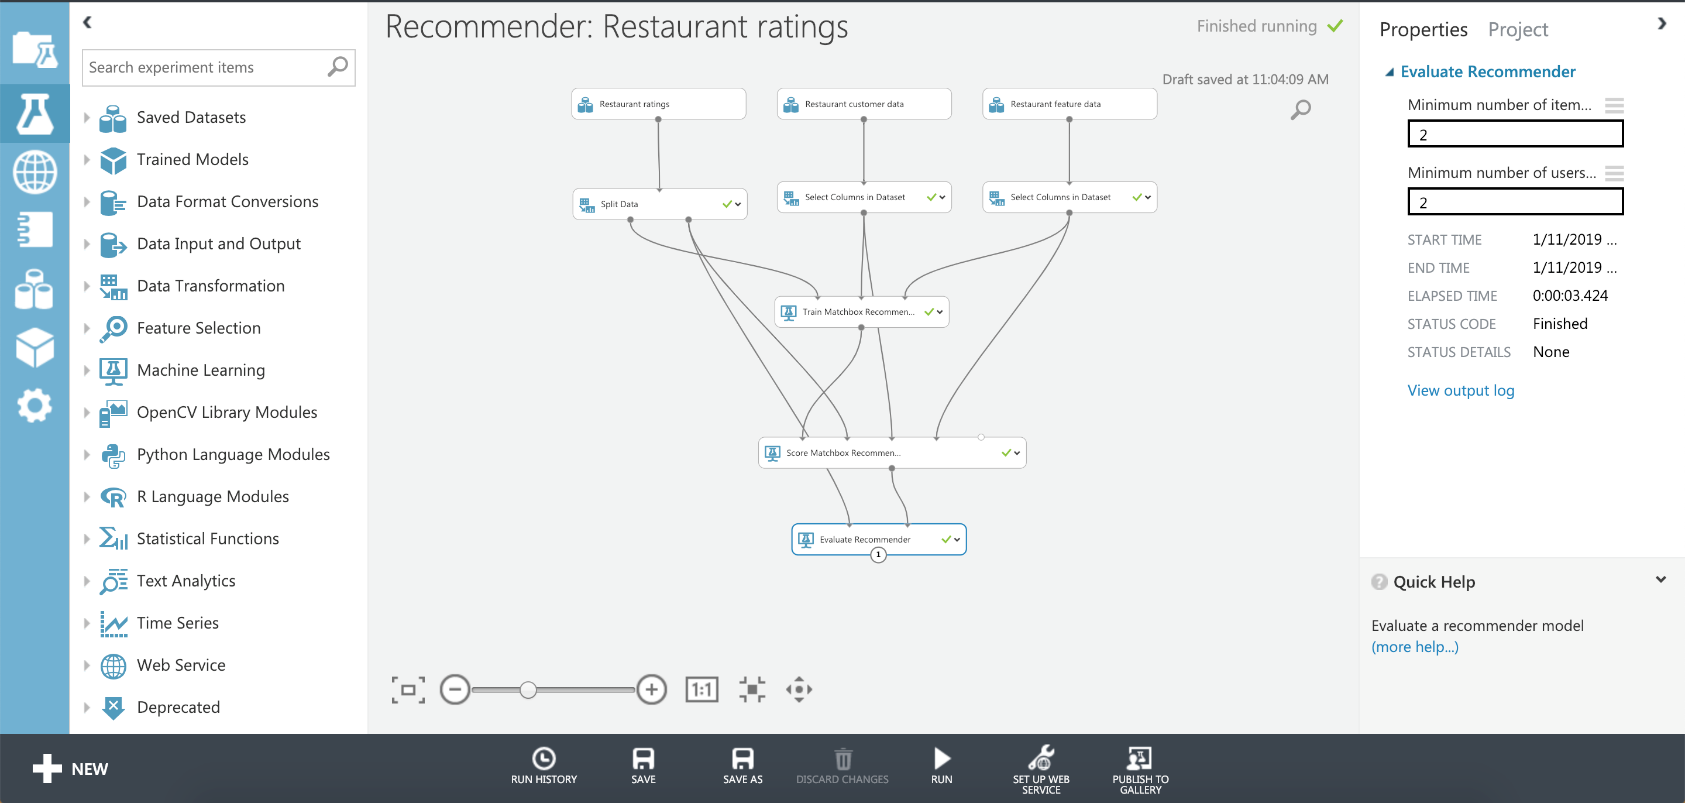 Recommender: Restaurant ratings
Finished running
Draft saved at 11:04:09 AM
Search experiment items
Saved Datasets
Trained Models
Data Format Conversions
Data Input and Output
Data Transformation
Feature Selection
Machine Learning
OpenCV Library Modules
Python Language Modules
R Language Modules
Statistical Functions
Text Analytics
Time Series
Web Service
Deprecated
Restaurant ratings
Restaurant customer data
Restaurant feature data
Split Data
Select Columns in Dataset
Select Columns in Dataset
Train Matchbox Recommen...
Score Matchbox Recommen...
Evaluate Recommender
1
1:1
Properties
Project
Evaluate Recommender
Minimum number of item...
2
Minimum number of users...
2
START TIME 1/11/2019 ...
END TIME 1/11/2019 ...
ELAPSED TIME 0:00:03.424
STATUS CODE Finished
STATUS DETAILS None
View output log
? Quick Help
Evaluate a recommender model
(more help...)
NEW
RUN HISTORY
SAVE
SAVE AS
DISCARD CHANGES
RUN
SET UP WEB
SERVICE
PUBLISH TO
GALLERY